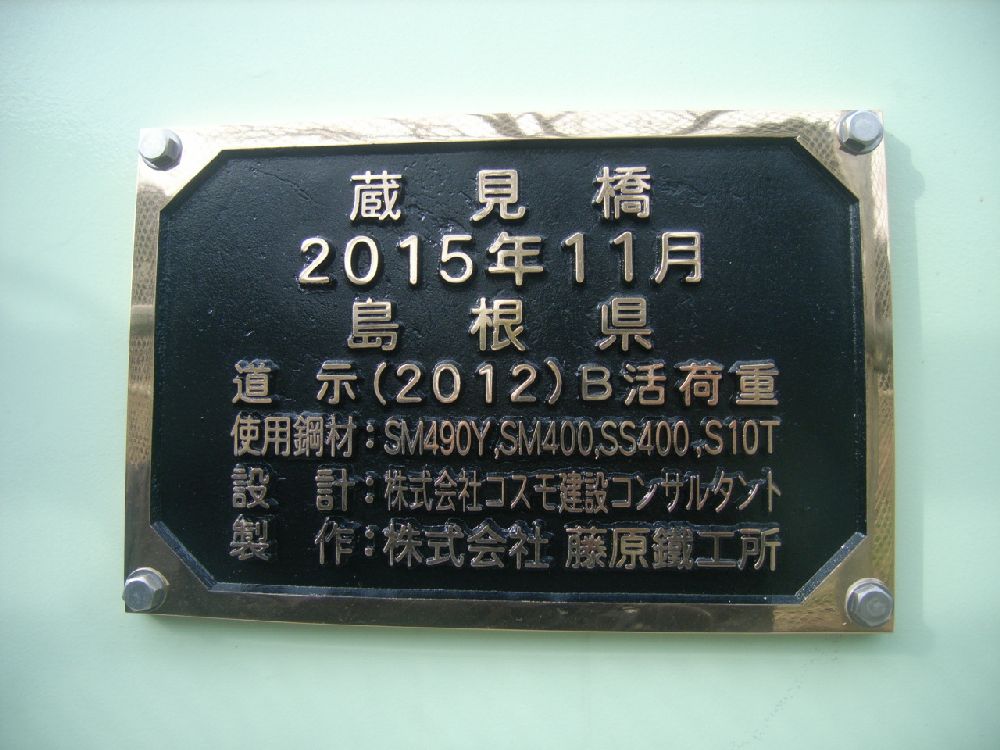 蔵見橋
2015年11月
島根県
道示(2012)B活荷重
使用鋼材:SM490Y,SM400,SS400,S10T
設計:株式会社コスモ建設コンサルタント
製作:株式会社 藤原鐵工所